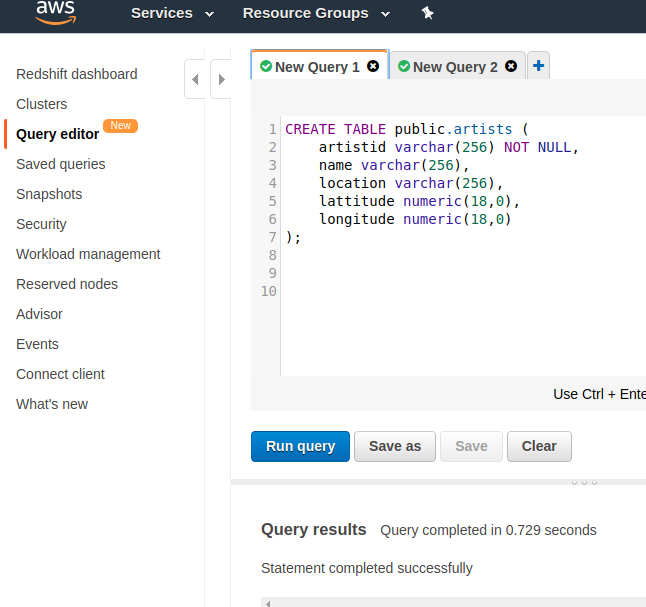 aws Services Resource Groups
Redshift dashboard
Clusters
Query editor New
Saved queries
Snapshots
Security
Workload management
Reserved nodes
Advisor
Events
Connect client
What's new
New Query 1 New Query 2 +
1 CREATE TABLE public.artists (
2 artistid varchar(256) NOT NULL,
3 name varchar(256),
4 location varchar(256),
5 lattitude numeric(18,0),
6 longitude numeric(18,0)
7 );
8
9
10
Use Ctrl + Ente
Run query Save as Save Clear
Query results Query completed in 0.729 seconds
Statement completed successfully